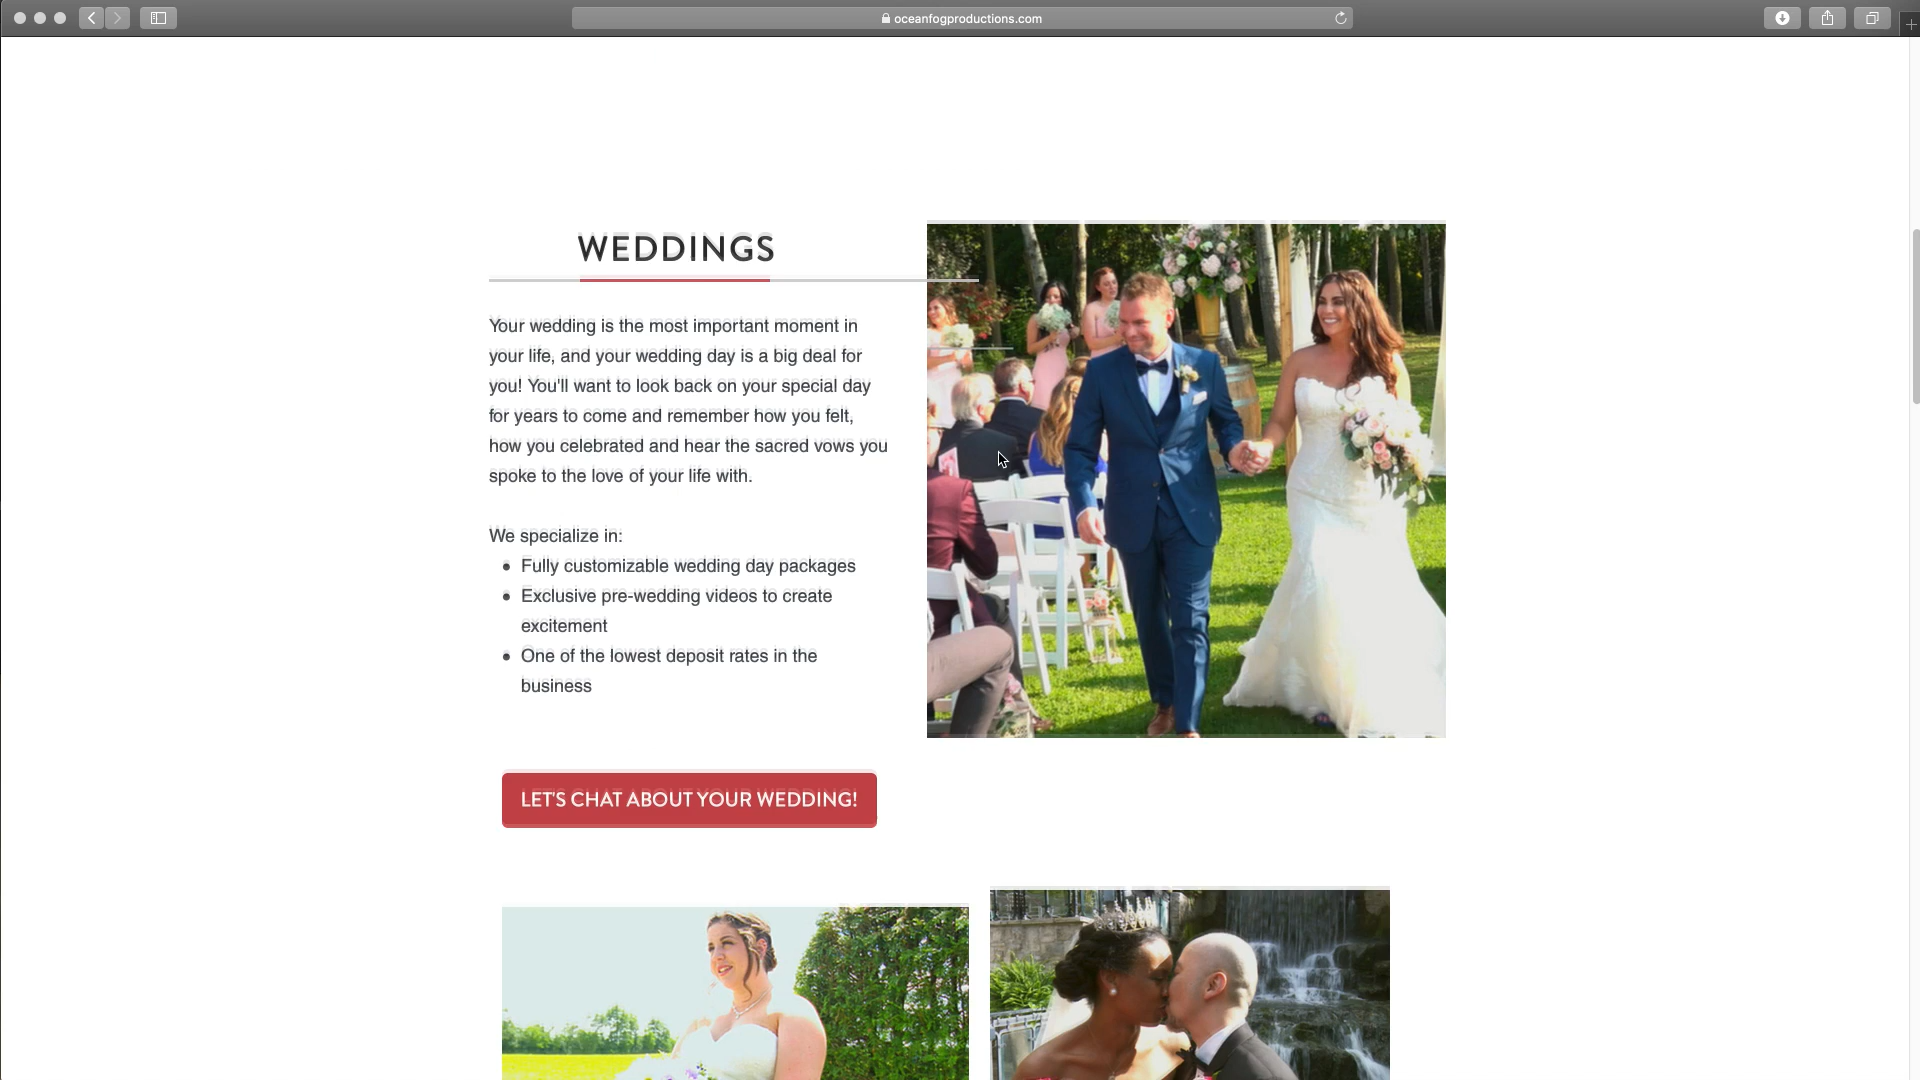 oceanfogproductions.com
WEDDINGS
Your wedding is the most important moment in
your life, and your wedding day is a big deal for
you! You'll want to look back on your special day
for years to come and remember how you felt,
how you celebrated and hear the sacred vows you
spoke to the love of your life with.
We specialize in:
Fully customizable wedding day packages
Exclusive pre-wedding videos to create
excitement
One of the lowest deposit rates in the
business
LET'S CHAT ABOUT YOUR WEDDING!